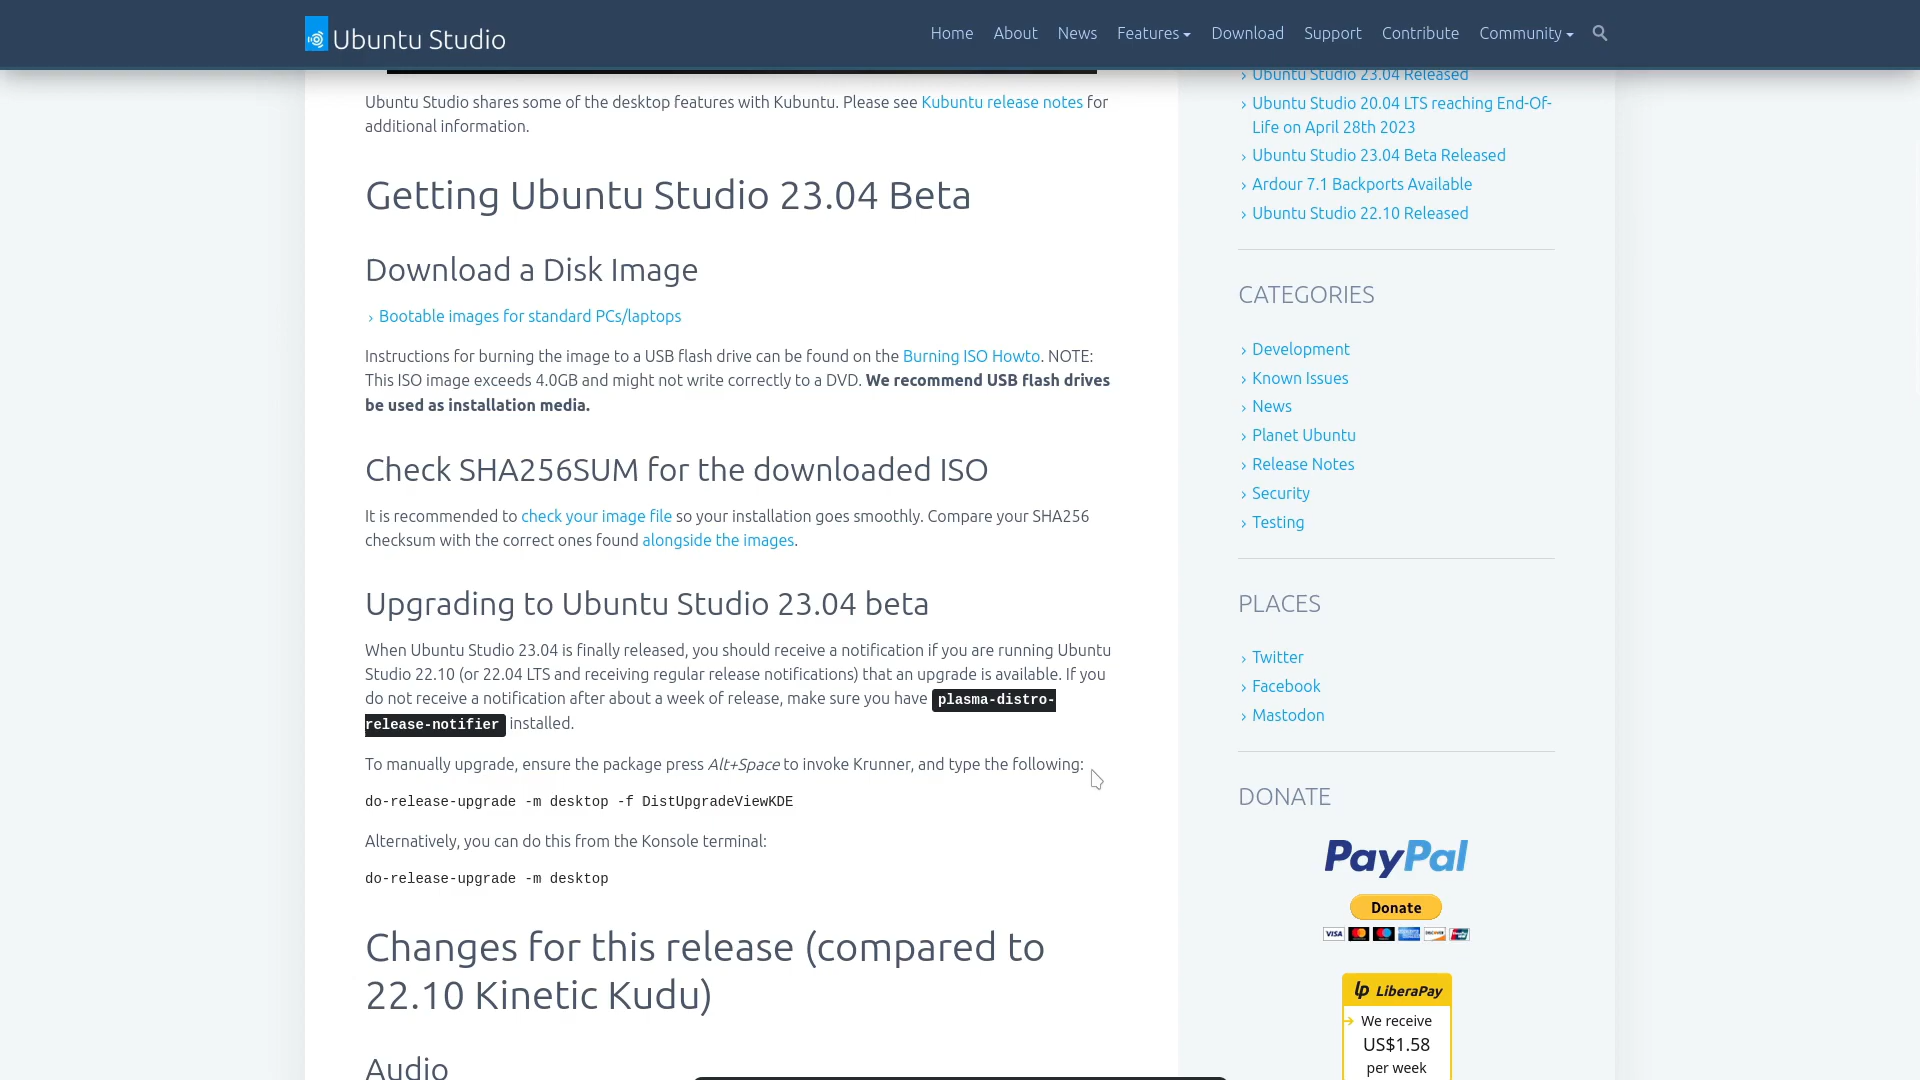 Ubuntu Studio
Home
About
News
Features
Download
Support
Contribute
Community
Ubuntu Studio shares some of the desktop features with Kubuntu. Please see Kubuntu release notes for
additional information.
Getting Ubuntu Studio 23.04 Beta
Download a Disk Image
Bootable images for standard PCs/laptops
Instructions for burning the image to a USB flash drive can be found on the Burning ISO Howto. NOTE:
This ISO image exceeds 4.0GB and might not write correctly to a DVD. We recommend USB flash drives
be used as installation media.
Check SHA256SUM for the downloaded ISO
It is recommended to check your image file so your installation goes smoothly. Compare your SHA256
checksum with the correct ones found alongside the images.
Upgrading to Ubuntu Studio 23.04 beta
When Ubuntu Studio 23.04 is finally released, you should receive a notification if you are running Ubuntu
Studio 22.10 (or 22.04 LTS and receiving regular release notifications) that an upgrade is available. If you
do not receive a notification after about a week of release, make sure you have plasma-distro-
release-notifier installed.
To manually upgrade, ensure the package press Alt+Space to invoke Krunner, and type the following:
do-release-upgrade -m desktop -f DistUpgradeViewKDE
Alternatively, you can do this from the Konsole terminal:
do-release-upgrade -m desktop
Changes for this release (compared to
22.10 Kinetic Kudu)
Audio
Ubuntu Studio 23.04 Released
Ubuntu Studio 20.04 LTS reaching End-Of-
Life on April 28th 2023
Ubuntu Studio 23.04 Beta Released
Ardour 7.1 Backports Available
Ubuntu Studio 22.10 Released
CATEGORIES
Development
Known Issues
News
Planet Ubuntu
Release Notes
Security
Testing
PLACES
Twitter
Facebook
Mastodon
DONATE
PayPal
Donate
VISA
lp LiberaPay
We receive
US$1.58
per week